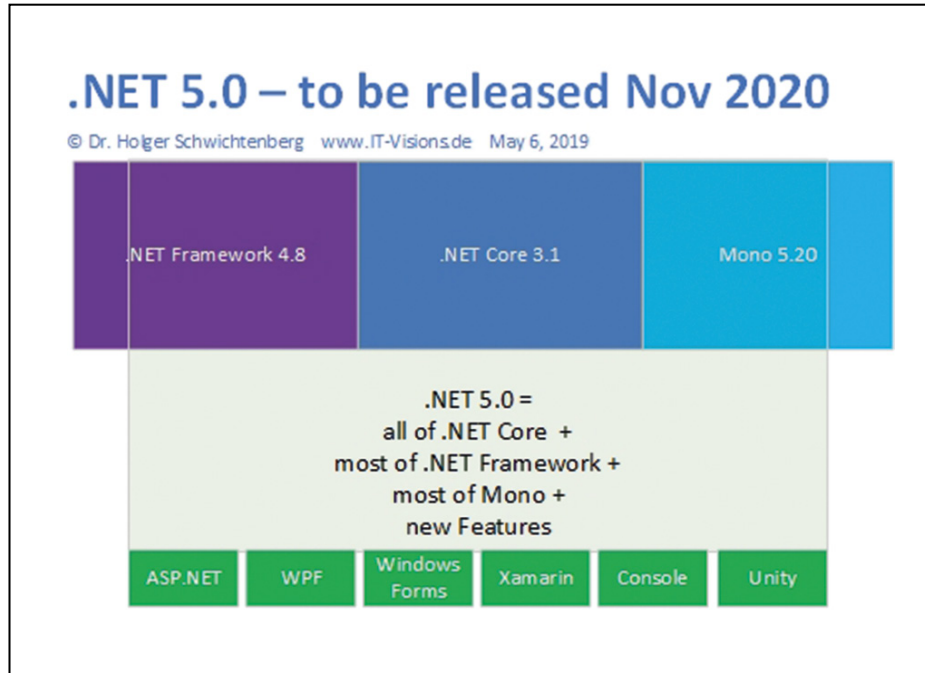 .NET 5.0 – to be released Nov 2020
© Dr. Holger Schwichtenberg www.IT-Visions.de May 6, 2019
.NET Framework 4.8
.NET Core 3.1
Mono 5.20
.NET 5.0 =
all of .NET Core +
most of .NET Framework +
most of Mono +
new Features
ASP.NET
WPF
Windows
Forms
Xamarin
Console
Unity